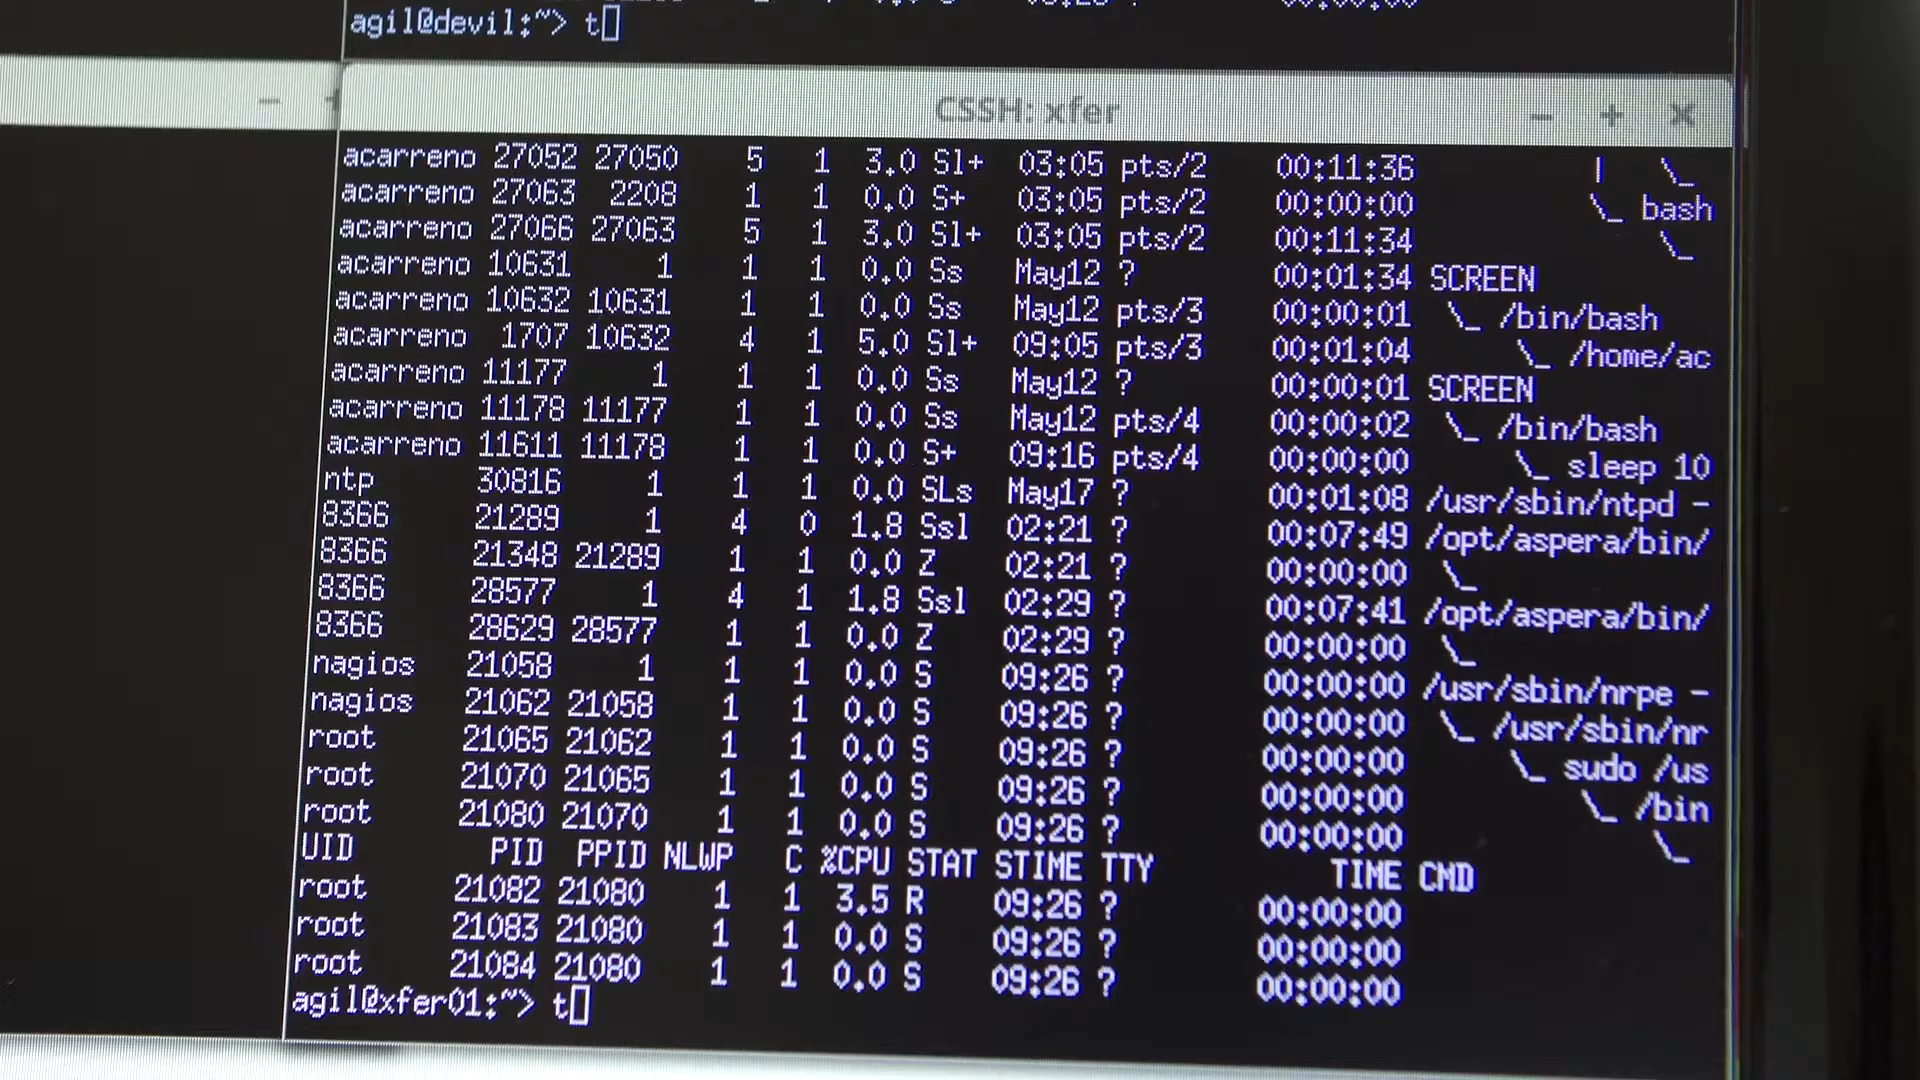 agil@devil:~> t
CSSH: xfer
acarreno 27052 27050 5 1 3.0 Sl+ 03:05 pts/2 00:11:36 | \_
acarreno 27063 2208 1 1 0.0 S+ 03:05 pts/2 00:00:00 \_ bash
acarreno 27066 27063 5 1 3.0 Sl+ 03:05 pts/2 00:11:34 \_
acarreno 10631 1 1 1 0.0 Ss May12 ? 00:01:34 SCREEN
acarreno 10632 10631 1 1 0.0 Ss May12 pts/3 00:00:01 \_ /bin/bash
acarreno 1707 10632 4 1 5.0 Sl+ 09:05 pts/3 00:01:04 \_ /home/ac
acarreno 11177 1 1 1 0.0 Ss May12 ? 00:00:01 SCREEN
acarreno 11178 11177 1 1 0.0 Ss May12 pts/4 00:00:02 \_ /bin/bash
acarreno 11611 11178 1 1 0.0 S+ 09:16 pts/4 00:00:00 \_ sleep 10
ntp 30816 1 1 1 0.0 SLs May17 ? 00:01:08 /usr/sbin/ntpd -
8366 21289 1 4 0 1.8 Ssl 02:21 ? 00:07:49 /opt/aspera/bin/
8366 21348 21289 1 1 0.0 Z 02:21 ? 00:00:00 \_
8366 28577 1 4 1 1.8 Ssl 02:29 ? 00:07:41 /opt/aspera/bin/
8366 28629 28577 1 1 0.0 Z 02:29 ? 00:00:00 \_
nagios 21058 1 1 1 0.0 S 09:26 ? 00:00:00 /usr/sbin/nrpe -
nagios 21062 21058 1 1 0.0 S 09:26 ? 00:00:00 \_ /usr/sbin/nr
root 21065 21062 1 1 0.0 S 09:26 ? 00:00:00 \_ sudo /us
root 21070 21065 1 1 0.0 S 09:26 ? 00:00:00 \_ /bin
root 21080 21070 1 1 0.0 S 09:26 ? 00:00:00 \_
UID PID PPID NLWP C %CPU STAT STIME TTY TIME CMD
root 21082 21080 1 1 3.5 R 09:26 ? 00:00:00
root 21083 21080 1 1 0.0 S 09:26 ? 00:00:00
root 21084 21080 1 1 0.0 S 09:26 ? 00:00:00
agil@xfer01:~> t